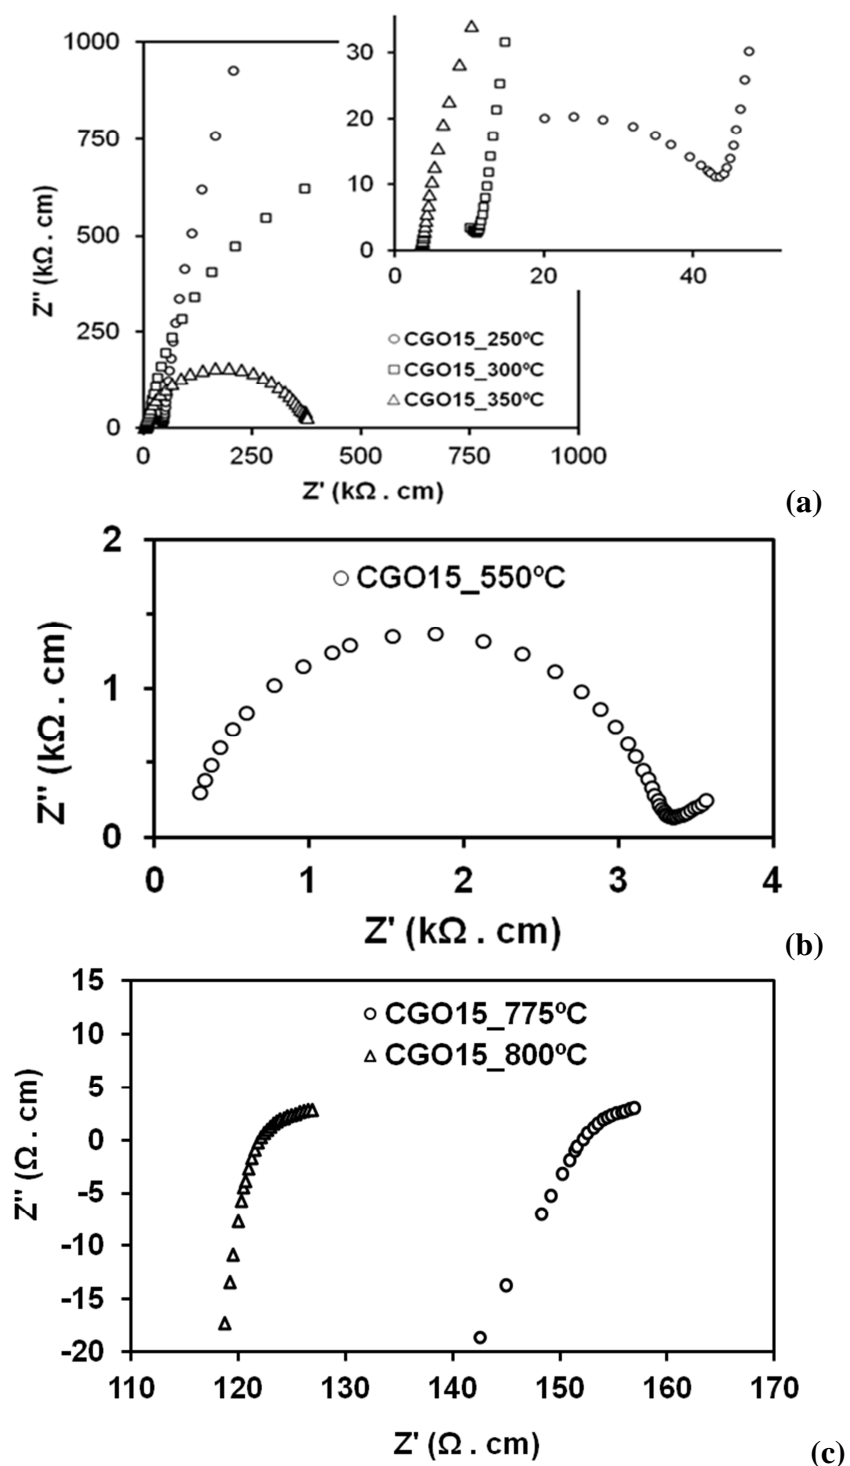 1000
750
500
250
0
Z'' (kΩ . cm)
30
20
10
0
0 20 40
CGO15_250ºC
CGO15_300ºC
CGO15_350ºC
0 250 500 750 1000
Z' (kΩ . cm)
(a)
2
1
0
Z'' (kΩ . cm)
CGO15_550ºC
0 1 2 3 4
Z' (kΩ . cm)
(b)
15
10
5
0
-5
-10
-15
-20
Z'' (Ω . cm)
CGO15_775ºC
CGO15_800ºC
110 120 130 140 150 160 170
Z' (Ω . cm)
(c)